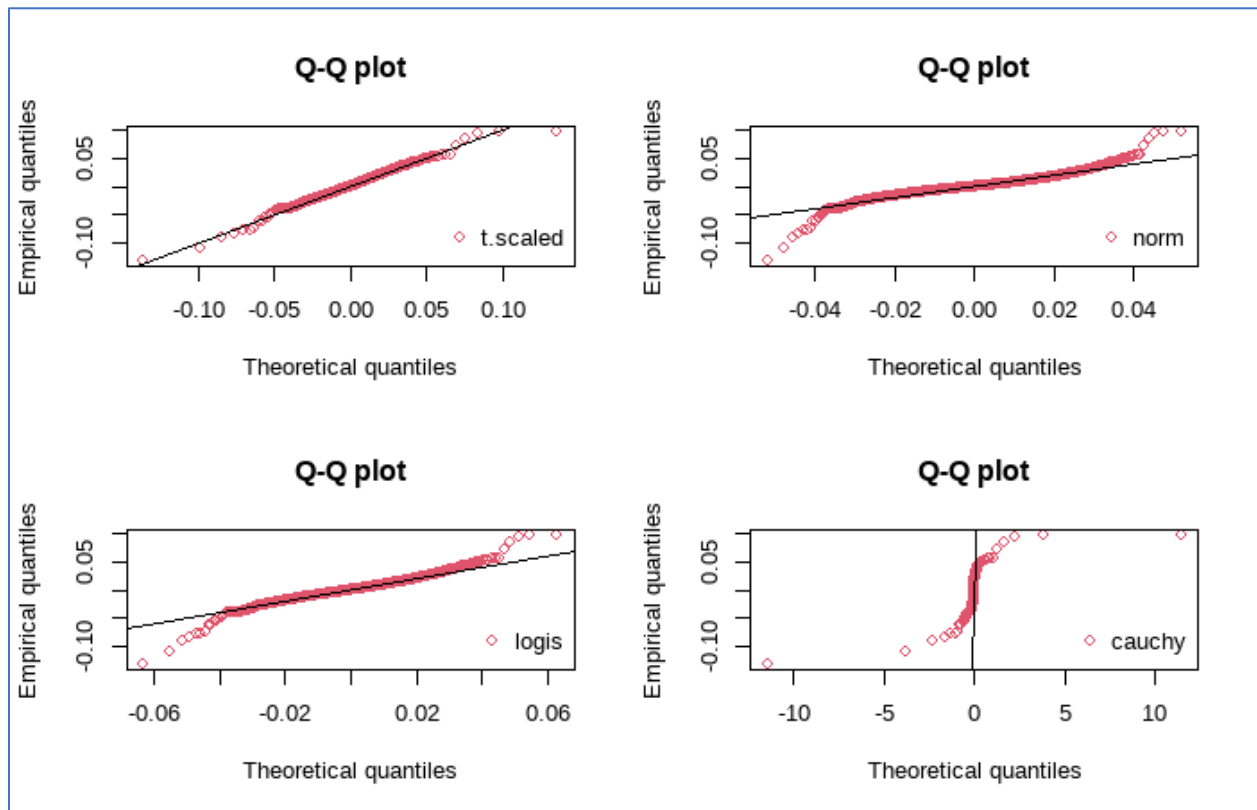 Q-Q plot
Empirical quantiles
0.05
-0.10
t.scaled
-0.10 -0.05 0.00 0.05 0.10
Theoretical quantiles
Q-Q plot
Empirical quantiles
0.05
-0.10
norm
-0.04 -0.02 0.00 0.02 0.04
Theoretical quantiles
Q-Q plot
Empirical quantiles
0.05
-0.10
logis
-0.06 -0.02 0.02 0.06
Theoretical quantiles
Q-Q plot
Empirical quantiles
0.05
-0.10
cauchy
-10 -5 0 5 10
Theoretical quantiles